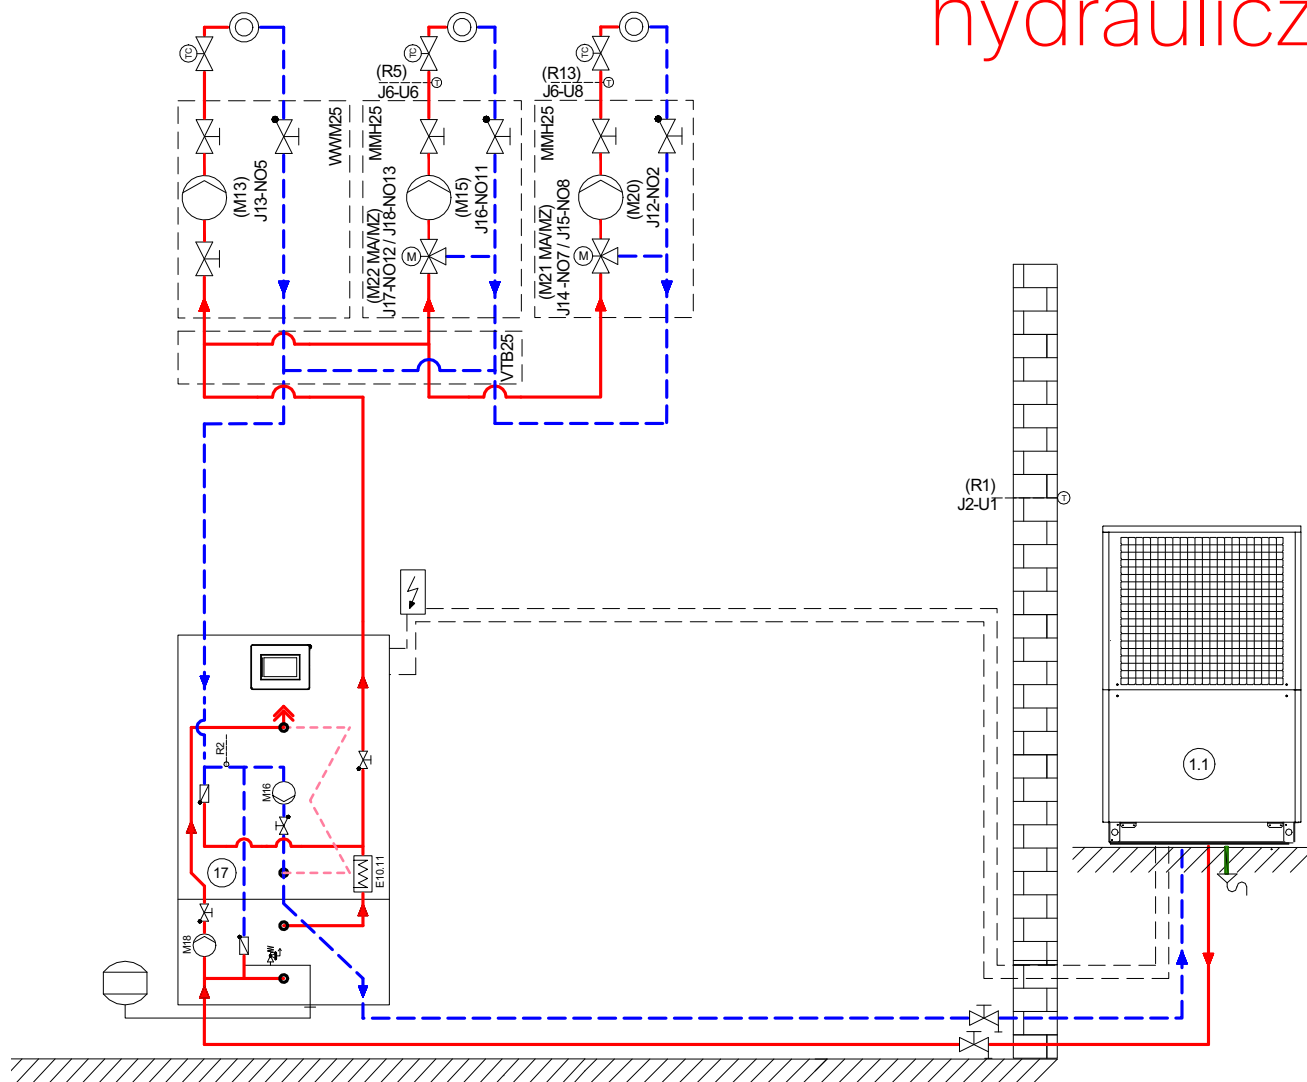 hydraulicz
TC
TC
TC
(R5)
J6-U6
T
(R13)
J6-U8
T
WWM25
(M13)
J13-NO5
MMH25
(M22 MA/MZ)
J17-NO12 / J18-NO13
(M15)
J16-NO11
M
MMH25
(M21 MA/MZ)
J14 -NO7 / J15-NO8
(M20)
J12-NO2
M
VTB25
(R1)
J2-U1
T
R2
M16
17
E10.11
M18
1.1